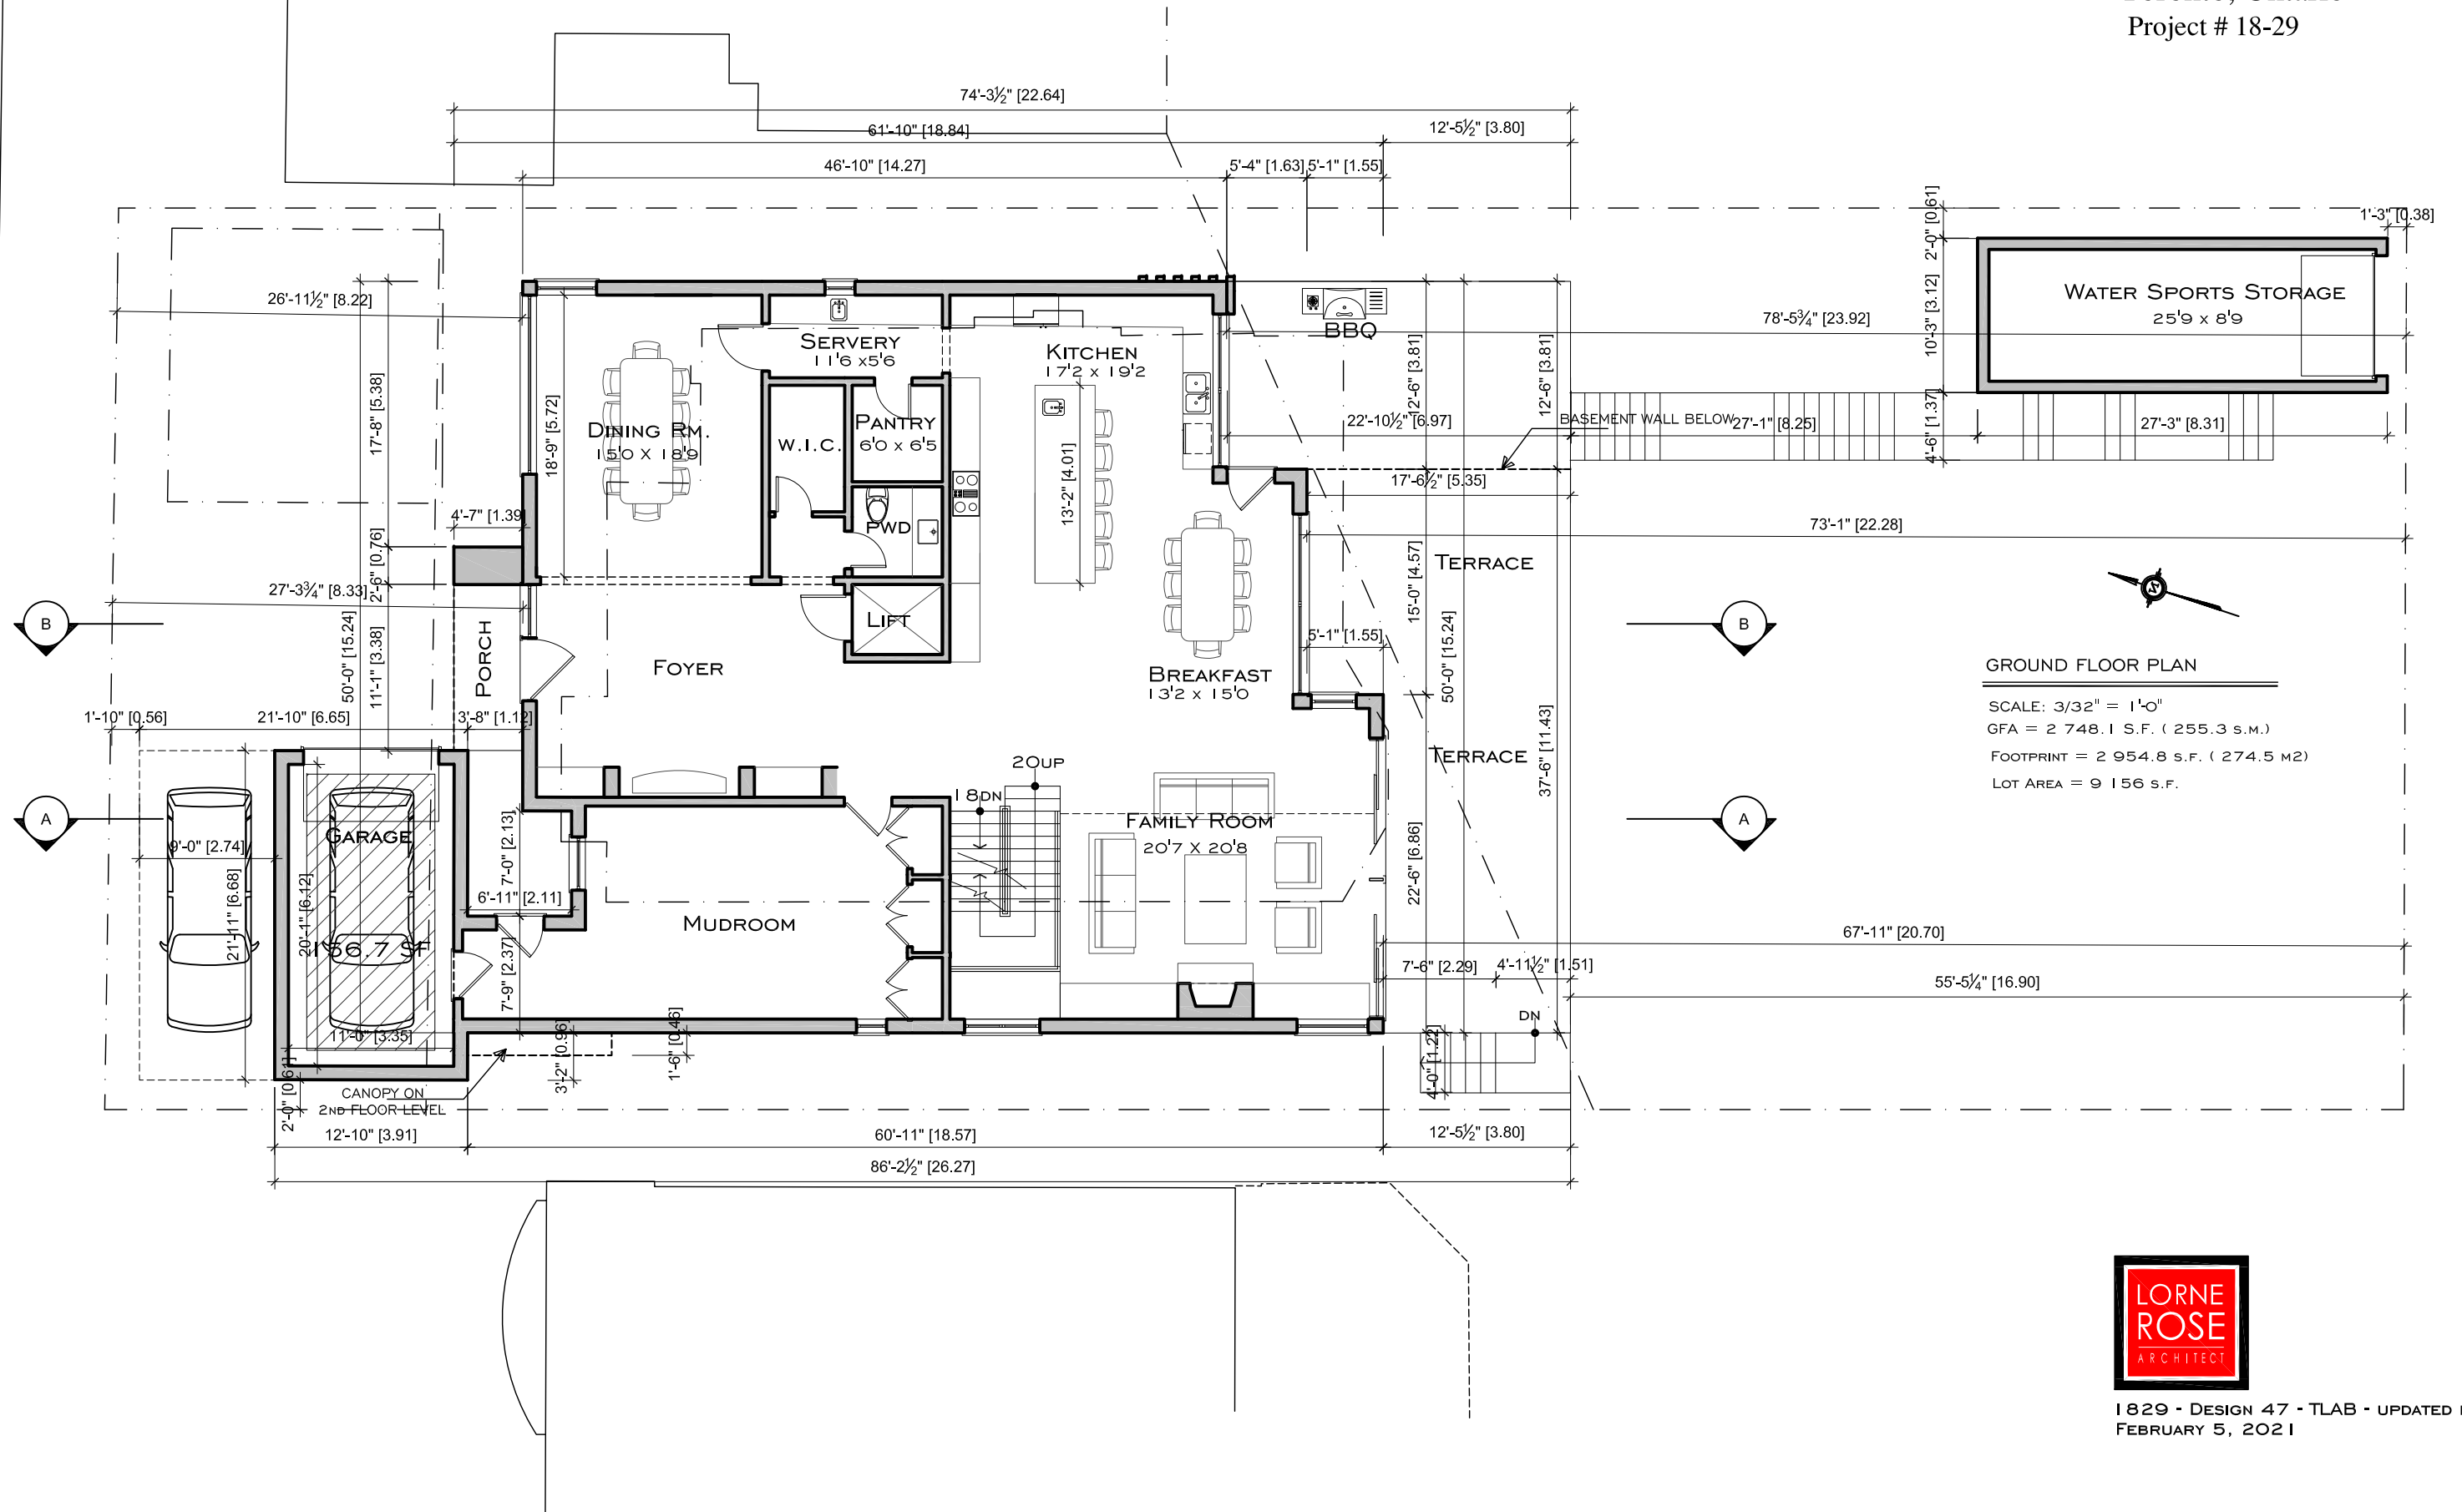 Project # 18-29
74'-3½" [22.64]
61'-10" [18.84]
12'-5½" [3.80]
46'-10" [14.27]
5'-4" [1.63]
5'-1" [1.55]
2'-0" [0.61]
1'-3" [0.38]
26'-11½" [8.22]
WATER SPORTS STORAGE
25'9 x 8'9
10'-3" [3.12]
78'-5¾" [23.92]
BBQ
SERVERY
11'6 x5'6
KITCHEN
17'2 x 19'2
12'-6" [3.81]
12'-6" [3.81]
17'-8" [5.38]
18'-9" [5.72]
DINING RM.
15'0 X 18'9
W.I.C.
PANTRY
6'0 x 6'5
22'-10½" [6.97]
BASEMENT WALL BELOW
27'-1" [8.25]
4'-6" [1.37]
27'-3" [8.31]
13'-2" [4.01]
17'-6½" [5.35]
4'-7" [1.39]
PWD
73'-1" [22.28]
2'-6" [0.76]
TERRACE
15'-0" [4.57]
27'-3¾" [8.33]
B
B
LIFT
PORCH
FOYER
50'-0" [15.24]
11'-1" [3.38]
5'-1" [1.55]
50'-0" [15.24]
BREAKFAST
13'2 x 15'0
GROUND FLOOR PLAN
SCALE: 3/32" = 1'-0"
GFA = 2 748.1 S.F. ( 255.3 S.M.)
FOOTPRINT = 2 954.8 S.F. ( 274.5 M2)
LOT AREA = 9 156 S.F.
1'-10" [0.56]
21'-10" [6.65]
3'-8" [1.12]
37'-6" [11.43]
TERRACE
20UP
18DN
A
A
GARAGE
9'-0" [2.74]
7'-0" [2.13]
FAMILY ROOM
20'7 X 20'8
22'-6" [6.86]
21'-11" [6.68]
20'-1" [6.12]
6'-11" [2.11]
MUDROOM
156.7 SF
7'-9" [2.37]
67'-11" [20.70]
7'-6" [2.29]
4'-11½" [1.51]
55'-5¼" [16.90]
DN
11'-0" [3.35]
3'-2" [0.96]
1'-6" [0.46]
4'-0" [1.22]
2'-0" [0.61]
CANOPY ON
2ND FLOOR LEVEL
12'-10" [3.91]
60'-11" [18.57]
12'-5½" [3.80]
86'-2½" [26.27]
LORNE
ROSE
ARCHITECT
1829 - DESIGN 47 - TLAB - UPDATED
FEBRUARY 5, 2021